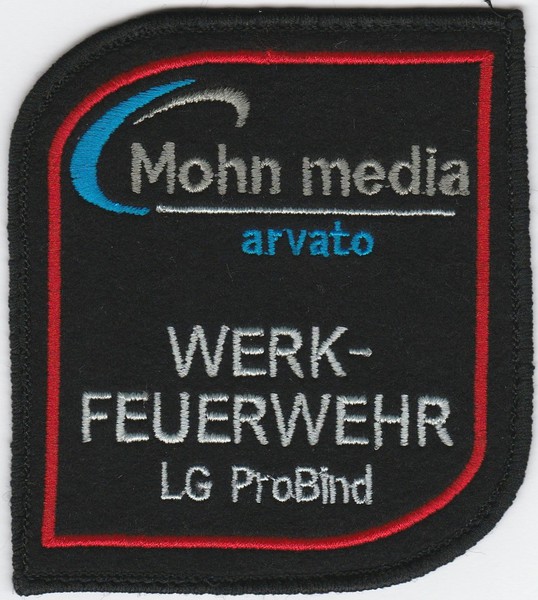 Mohn media
arvato
WERK-
FEUERWEHR
LG ProBind